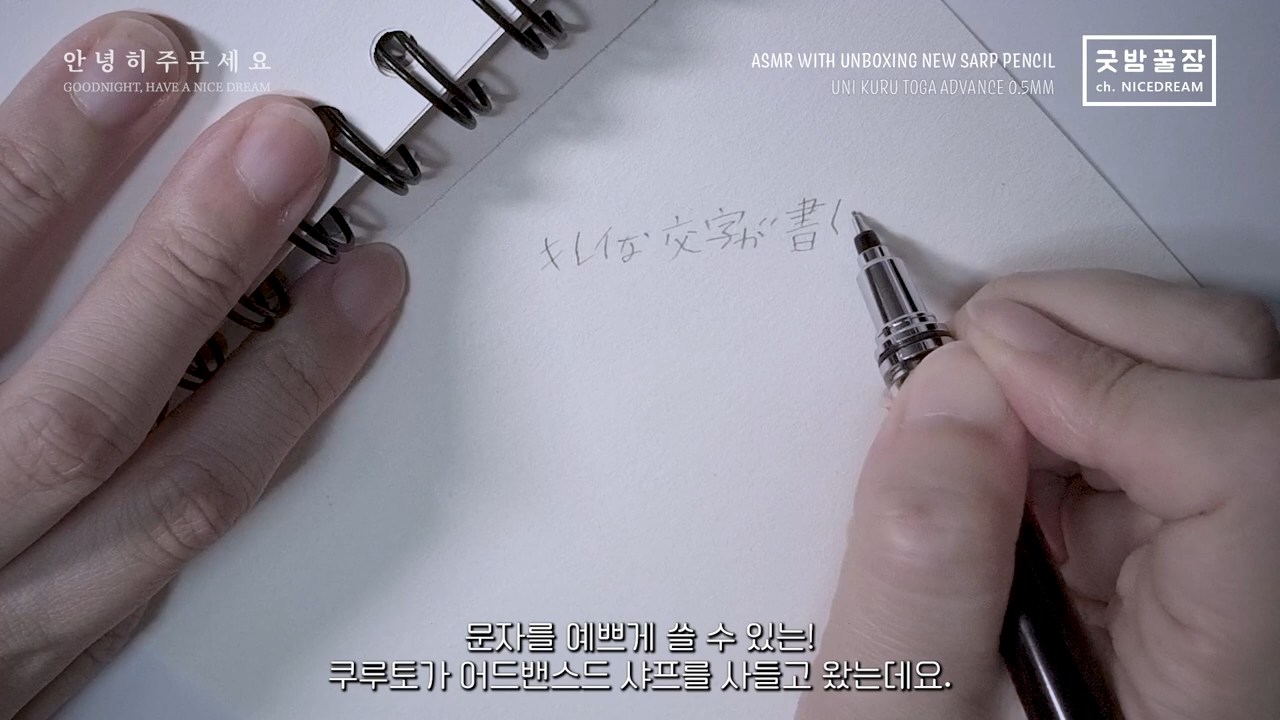 안녕히주무세요
GOODNIGHT, HAVE A NICE DREAM
ASMR WITH UNBOXING NEW SARP PENCIL
UNI KURU TOGA ADVANCE 0.5MM
굿밤꿀잠
ch. NICEDREAM
キレイな文字が書く
문자를 예쁘게 쓸 수 있는!
쿠루토가 어드밴스드 샤프를 사들고 왔는데요.